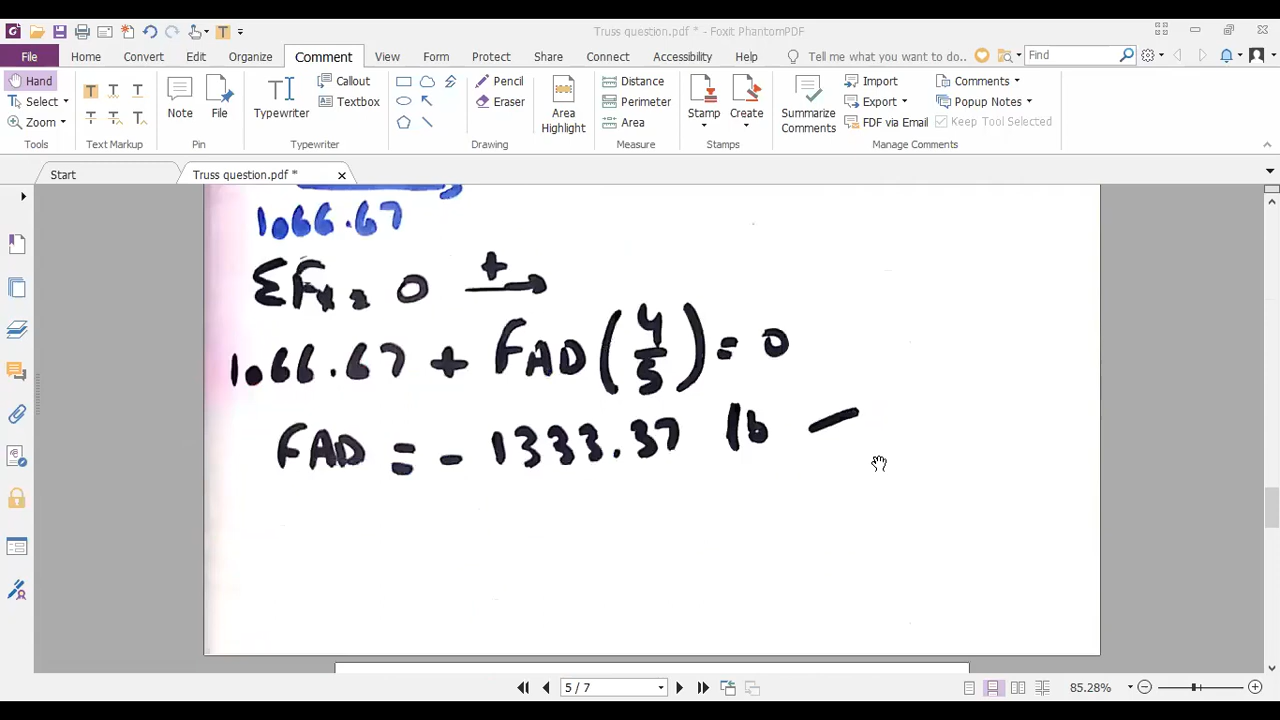 Truss question.pdf * - Foxit PhantomPDF
File Home Convert Edit Organize Comment View Form Protect Share Connect Accessibility Help Tell me what you want to do.. Find
Hand
Select
Zoom
Tools
Text Markup
Note
File
Pin
Typewriter
Callout
Textbox
Typewriter
Pencil
Eraser
Area Highlight
Drawing
Distance
Perimeter
Area
Measure
Stamp
Create
Stamps
Summarize Comments
Import
Export
FDF via Email
Comments
Popup Notes
Keep Tool Selected
Manage Comments
Start
Truss question.pdf *
1066.67
ΣFx = 0 + →
1066.67 + FAD (4/5) = 0
FAD = - 1333.37 lb -
5 / 7
85.28%